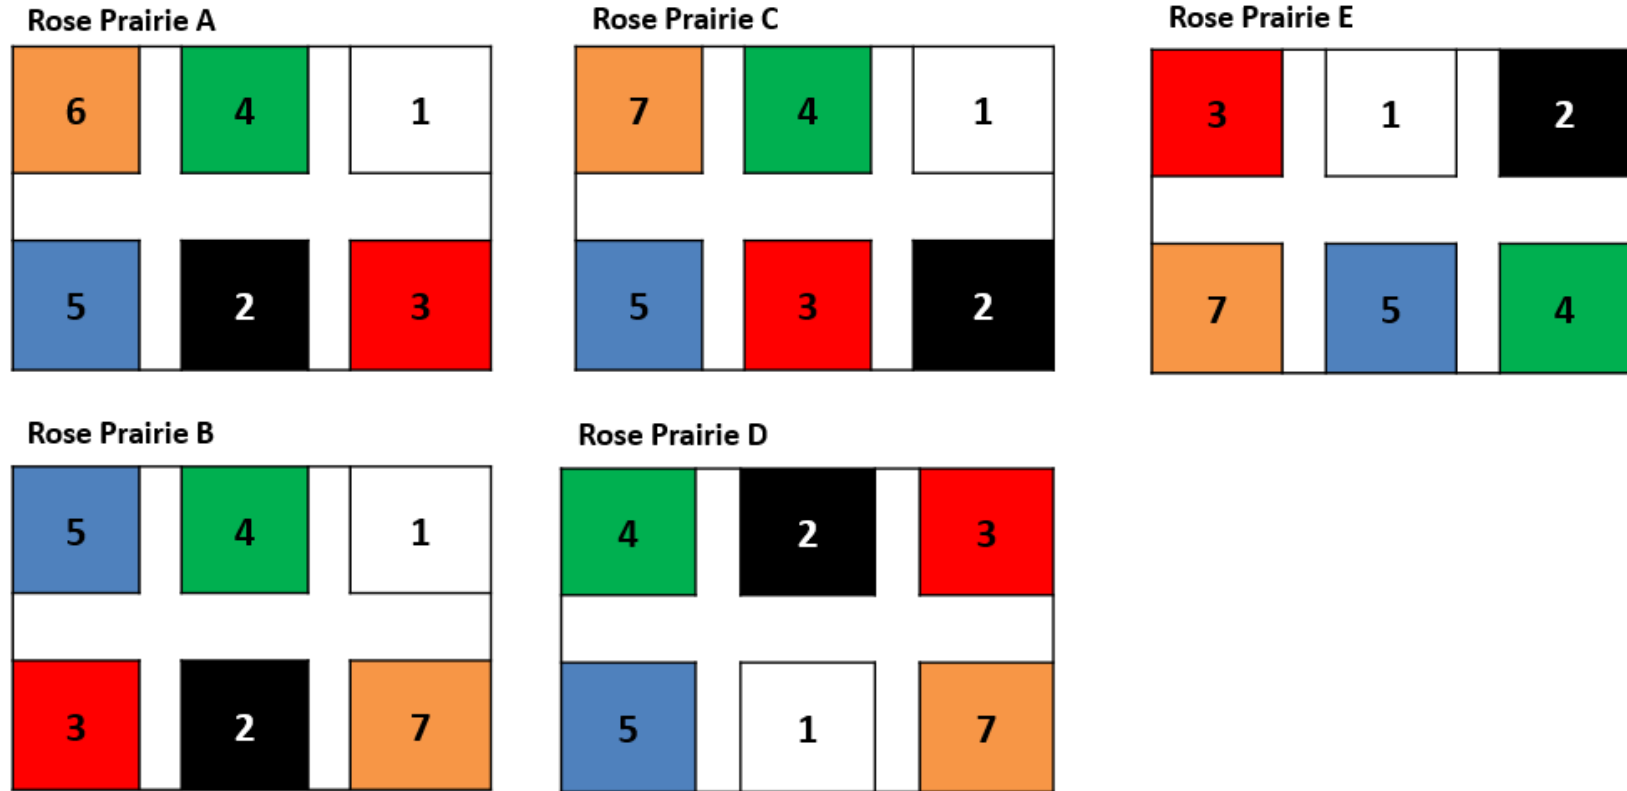 Rose Prairie A
6 4 1
5 2 3
Rose Prairie C
7 4 1
5 3 2
Rose Prairie E
3 1 2
7 5 4
Rose Prairie B
5 4 1
3 2 7
Rose Prairie D
4 2 3
5 1 7